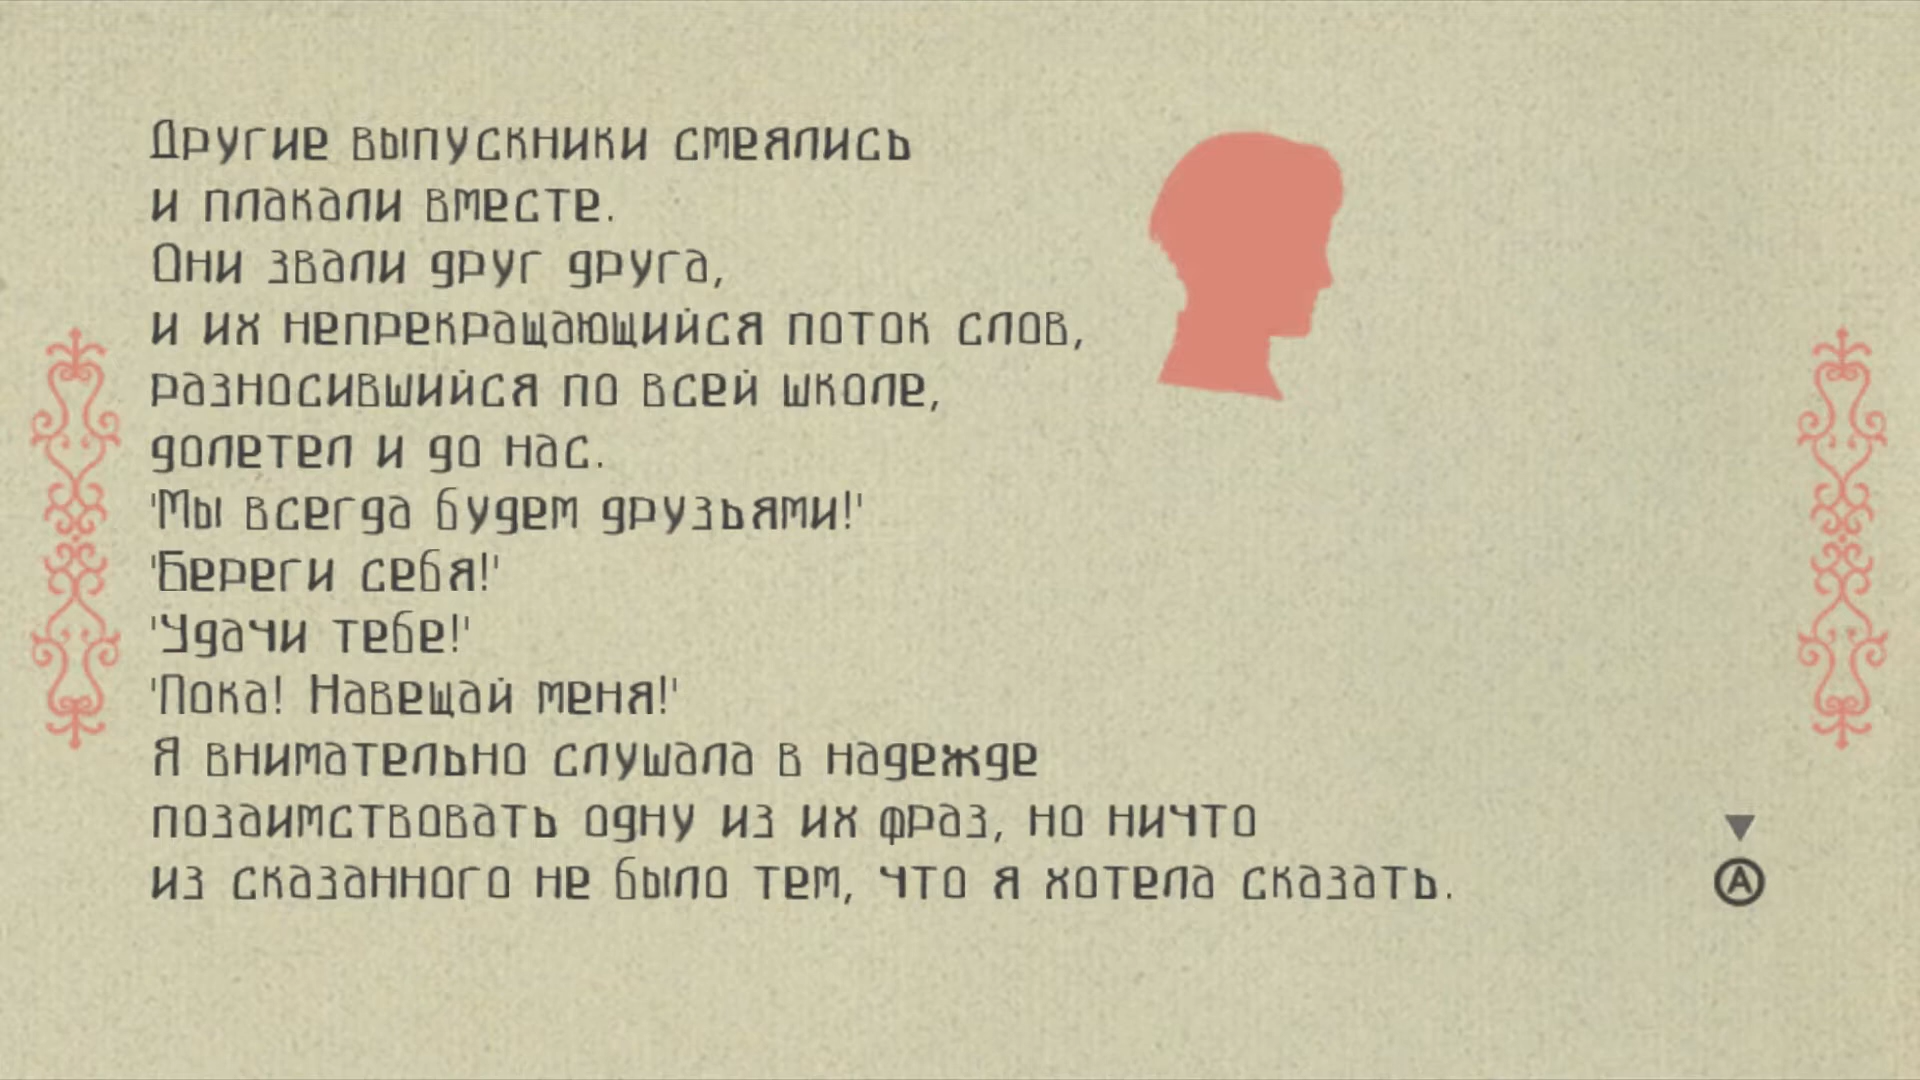 Другие выпускники смеялись
и плакали вместе.
Они звали друг друга,
и их непрекращающийся поток слов,
разносившийся по всей школе,
долетел и до нас.
'Мы всегда будем друзьями!'
'Береги себя!'
'Удачи тебе!'
'Пока! Навещай меня!'
Я внимательно слушала в надежде
позаимствовать одну из их фраз, но ничто
из сказанного не было тем, что я хотела сказать.
A